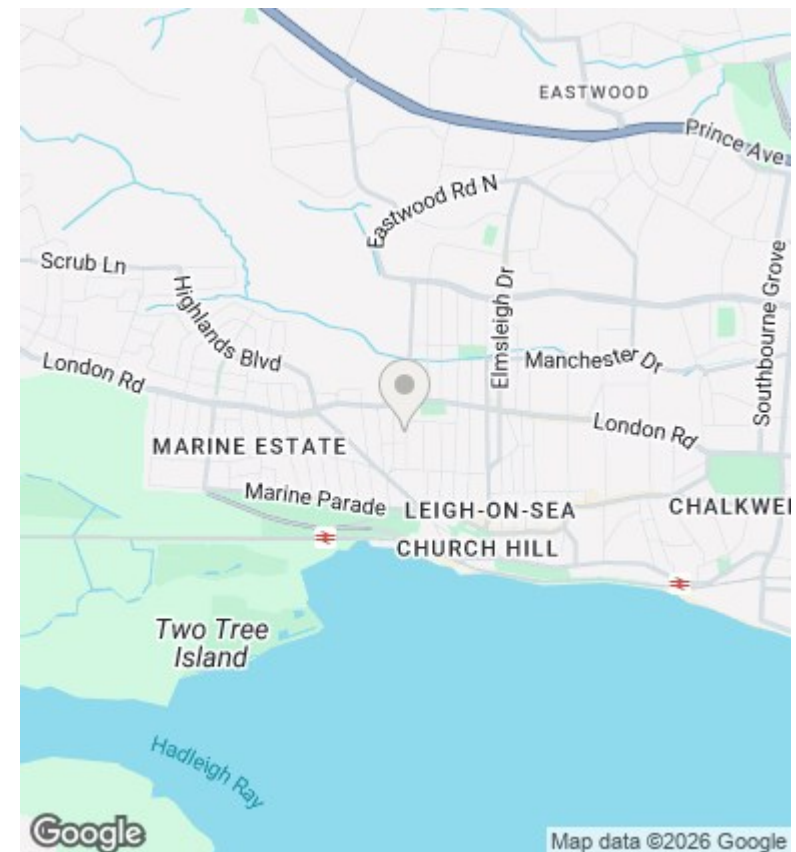 EASTWOOD
Prince Ave
Eastwood Rd N
Scrub Ln
Highlands Blvd
Elmsleigh Dr
Southbourne Grove
Manchester Dr
London Rd
London Rd
MARINE ESTATE
Marine Parade
LEIGH-ON-SEA
CHALKWEL
CHURCH HILL
Two Tree
Island
Hadleigh Ray
Google
Map data ©2026 Google